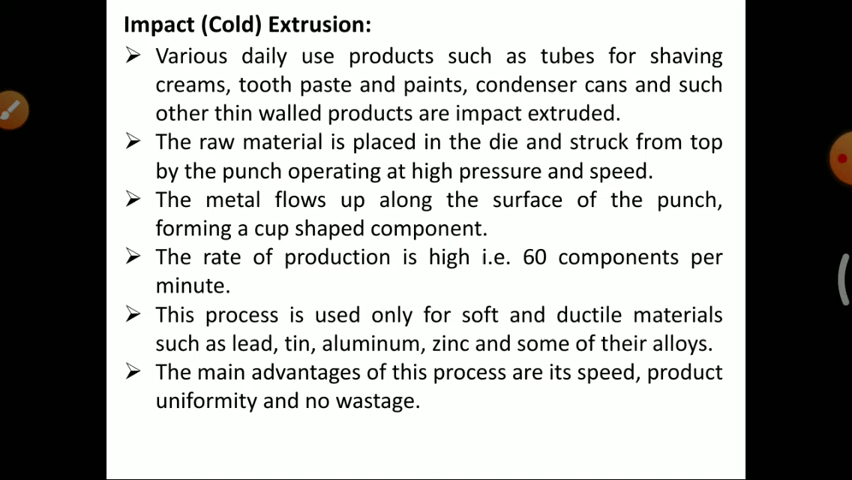 Impact (Cold) Extrusion:
➢ Various daily use products such as tubes for shaving
creams, tooth paste and paints, condenser cans and such
other thin walled products are impact extruded.
➢ The raw material is placed in the die and struck from top
by the punch operating at high pressure and speed.
➢ The metal flows up along the surface of the punch,
forming a cup shaped component.
➢ The rate of production is high i.e. 60 components per
minute.
➢ This process is used only for soft and ductile materials
such as lead, tin, aluminum, zinc and some of their alloys.
➢ The main advantages of this process are its speed, product
uniformity and no wastage.